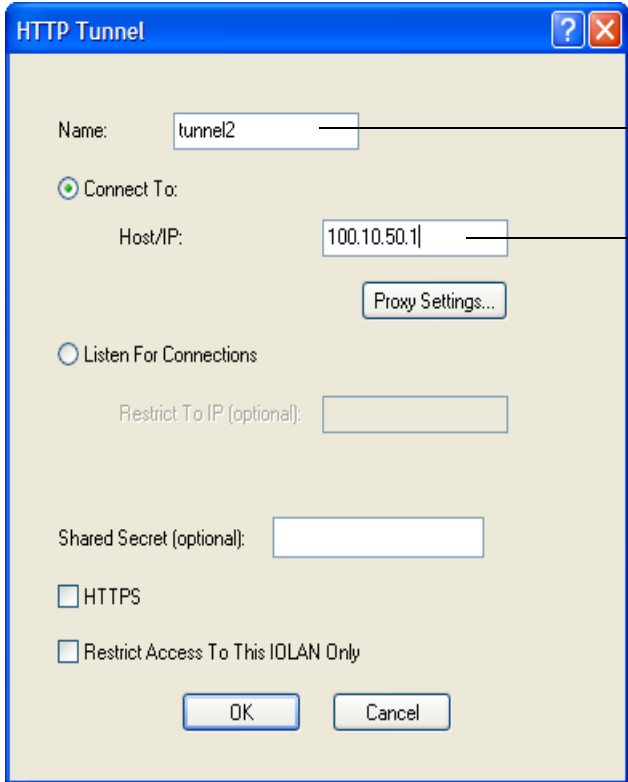 HTTP Tunnel
Name: tunnel2
Connect To:
Host/IP: 100.10.50.1
Proxy Settings...
Listen For Connections
Restrict To IP (optional):
Shared Secret (optional):
HTTPS
Restrict Access To This IOLAN Only
OK Cancel